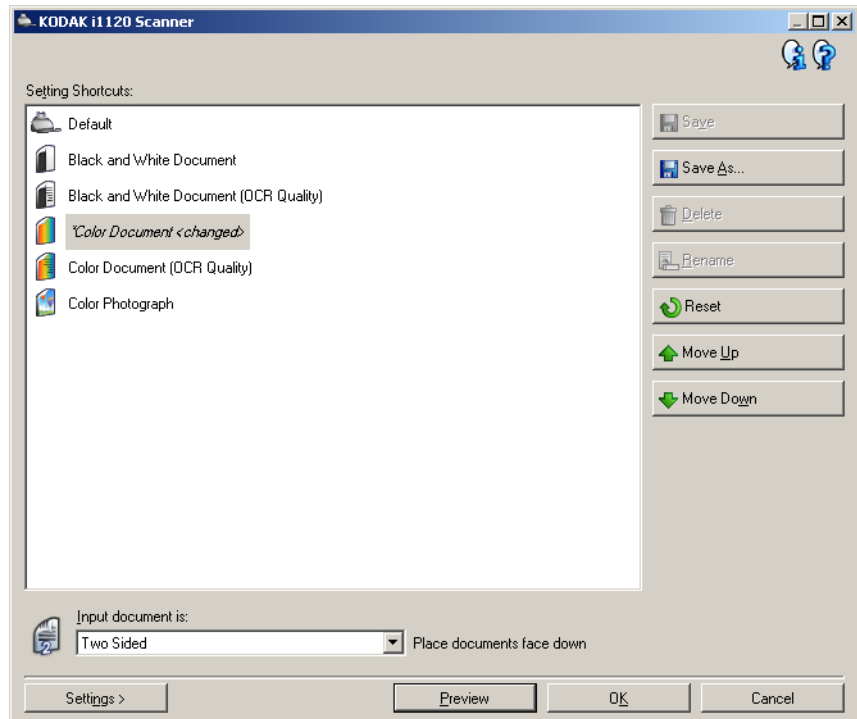 KODAK i1120 Scanner
Setting Shortcuts:
Default
Black and White Document
Black and White Document (OCR Quality)
*Color Document <changed>
Color Document (OCR Quality)
Color Photograph
Save
Save As...
Delete
Rename
Reset
Move Up
Move Down
Input document is:
2
Two Sided
Place documents face down
Settings >
Preview
OK
Cancel